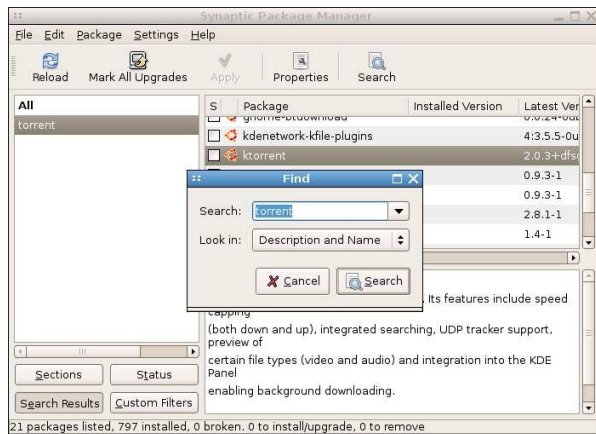 Synaptic Package Manager
File Edit Package Settings Help
Reload Mark All Upgrades Apply Properties Search
All
torrent
S Package Installed Version Latest Ver
kdenetwork-kfile-plugins 4:3.5.5-0u
ktorrent 2.0.3+dfs
0.9.3-1
0.9.3-1
2.8.1-1
1.4-1
Find
Search: torrent
Look in: Description and Name
Cancel Search
. Its features include speed
capping
(both down and up), integrated searching, UDP tracker support,
preview of
certain file types (video and audio) and integration into the KDE
Panel
enabling background downloading.
Sections Status
Search Results Custom Filters
21 packages listed, 797 installed, 0 broken. 0 to install/upgrade, 0 to remove